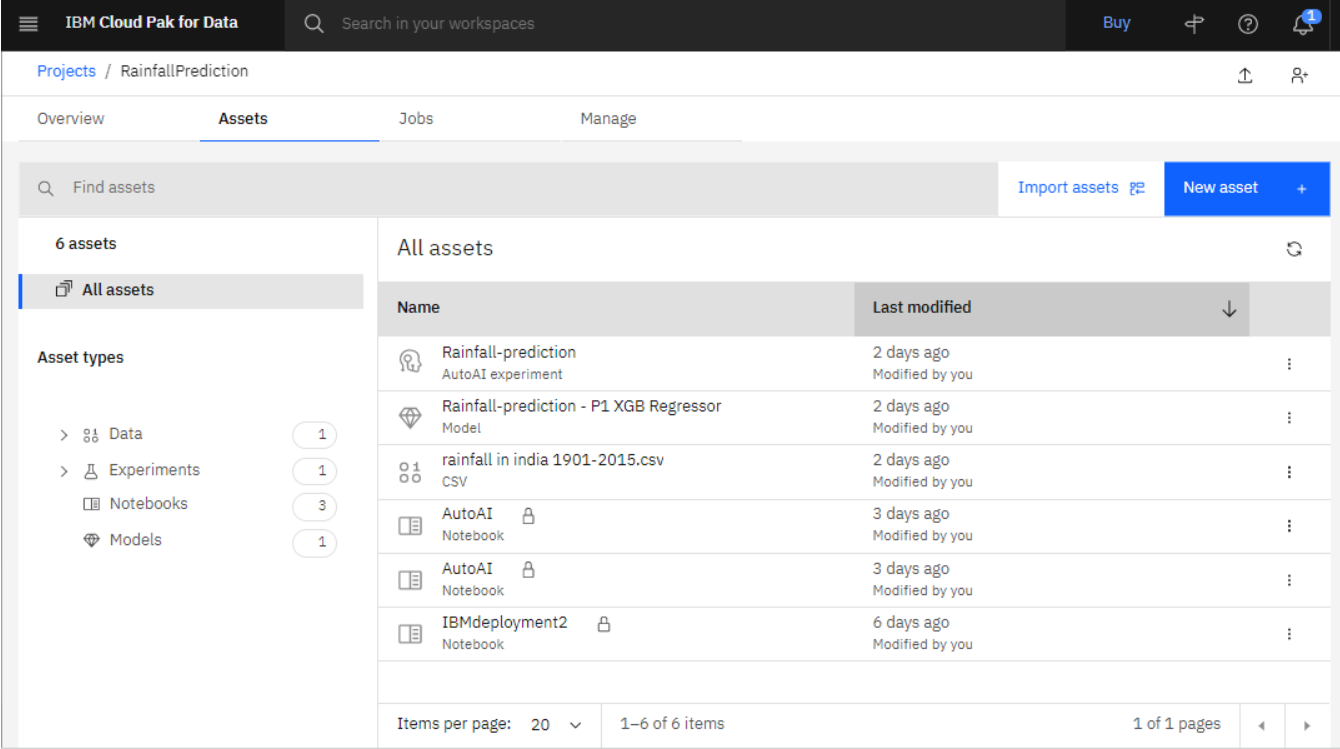 IBM Cloud Pak for Data
Search in your workspaces
Buy
1
Projects / RainfallPrediction
Overview
Assets
Jobs
Manage
Find assets
Import assets
New asset +
6 assets
All assets
Asset types
Data 1
Experiments 1
Notebooks 3
Models 1
All assets
Name
Last modified
Rainfall-prediction
AutoAI experiment
2 days ago
Modified by you
Rainfall-prediction - P1 XGB Regressor
Model
2 days ago
Modified by you
rainfall in india 1901-2015.csv
CSV
2 days ago
Modified by you
AutoAI
Notebook
3 days ago
Modified by you
AutoAI
Notebook
3 days ago
Modified by you
IBMdeployment2
Notebook
6 days ago
Modified by you
Items per page: 20
1–6 of 6 items
1 of 1 pages